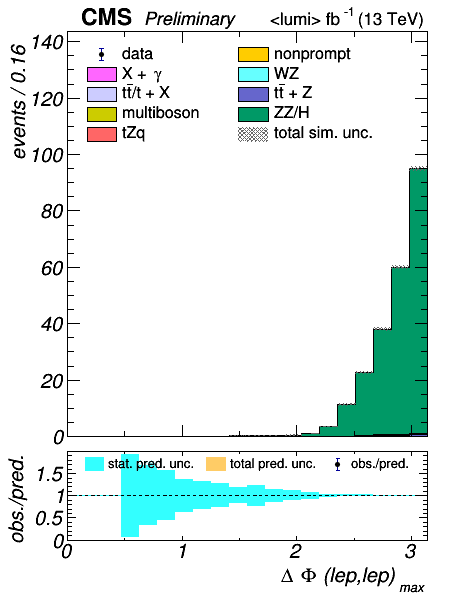 CMS Preliminary <lumi> fb⁻¹ (13 TeV)
events / 0.16
140
120
100
80
60
40
20
0
data
nonprompt
X + γ
WZ
tt̄/t + X
tt̄ + Z
multiboson
ZZ/H
tZq
total sim. unc.
obs./pred.
1.5
1
0.5
0
stat. pred. unc.
total pred. unc.
obs./pred.
0 1 2 3
Δ Φ (lep,lep) max